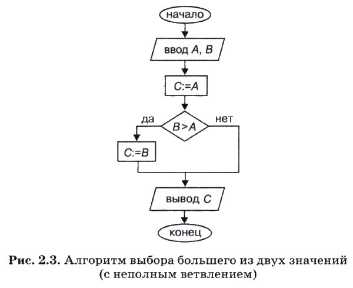 начало
ввод A, B
C:=A
да
B>A
нет
C:=B
вывод C
конец
Рис. 2.3. Алгоритм выбора большего из двух значений
(с неполным ветвлением)